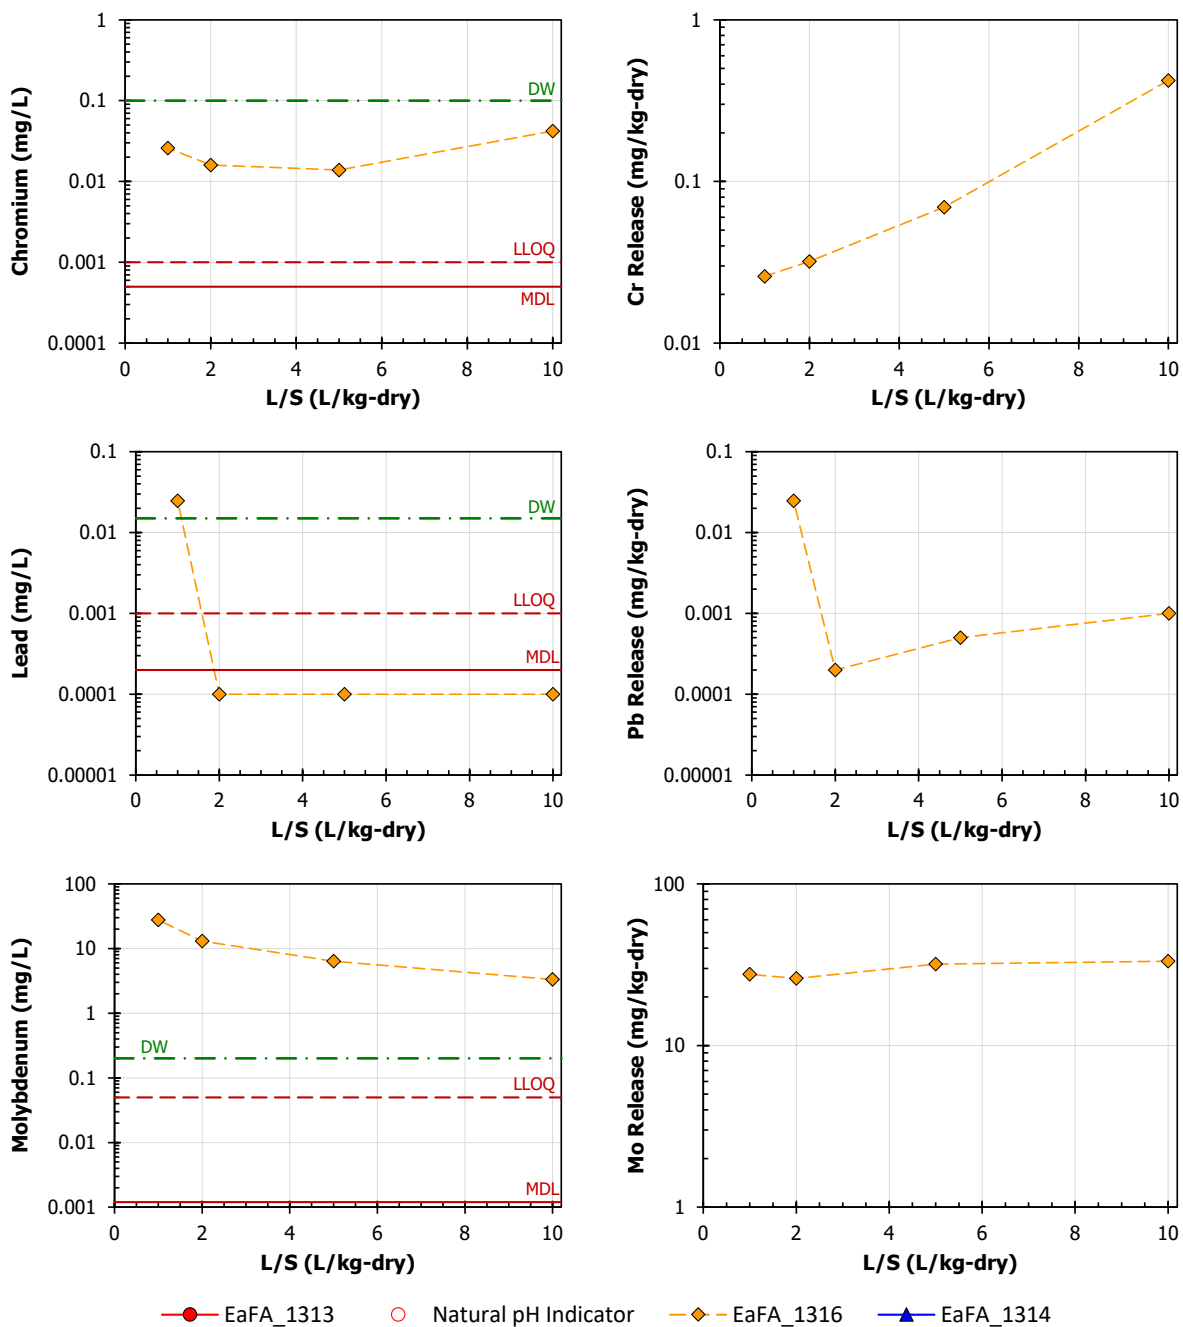 1
0.1
0.01
0.001
0.0001
Chromium (mg/L)
DW
LLOQ
MDL
0 2 4 6 8 10
L/S (L/kg-dry)
1
0.1
0.01
Cr Release (mg/kg-dry)
0 2 4 6 8 10
L/S (L/kg-dry)
0.1
0.01
0.001
0.0001
0.00001
Lead (mg/L)
DW
LLOQ
MDL
0 2 4 6 8 10
L/S (L/kg-dry)
0.1
0.01
0.001
0.0001
0.00001
Pb Release (mg/kg-dry)
0 2 4 6 8 10
L/S (L/kg-dry)
100
10
1
0.1
0.01
0.001
Molybdenum (mg/L)
DW
LLOQ
MDL
0 2 4 6 8 10
L/S (L/kg-dry)
100
10
1
Mo Release (mg/kg-dry)
0 2 4 6 8 10
L/S (L/kg-dry)
EaFA_1313 Natural pH Indicator EaFA_1316 EaFA_1314